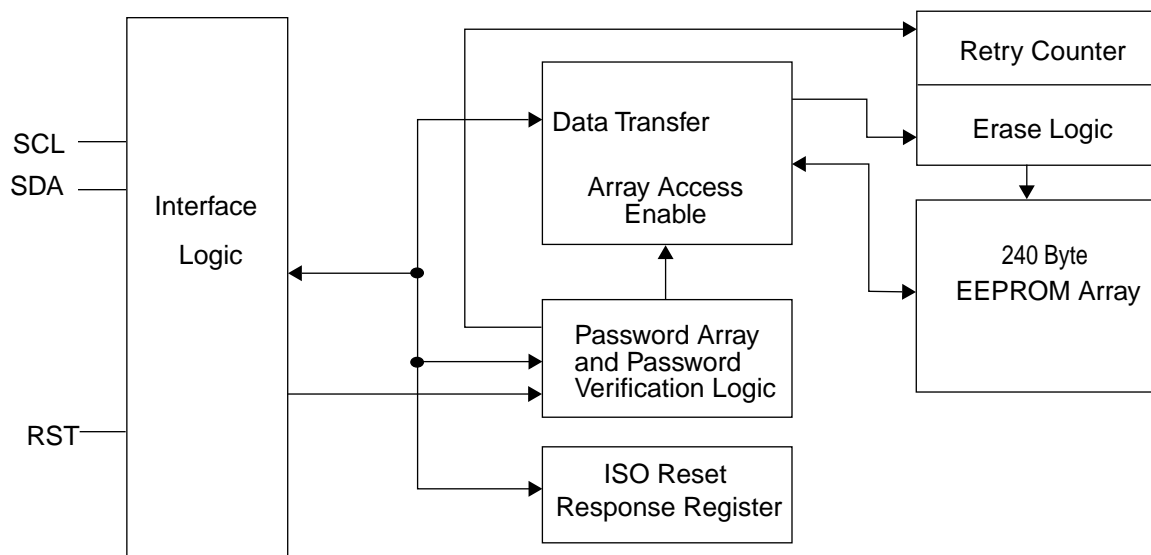 SCL
SDA
RST
Interface
Logic
Data Transfer
Array Access
Enable
Password Array
and Password
Verification Logic
ISO Reset
Response Register
Retry Counter
Erase Logic
240 Byte
EEPROM Array